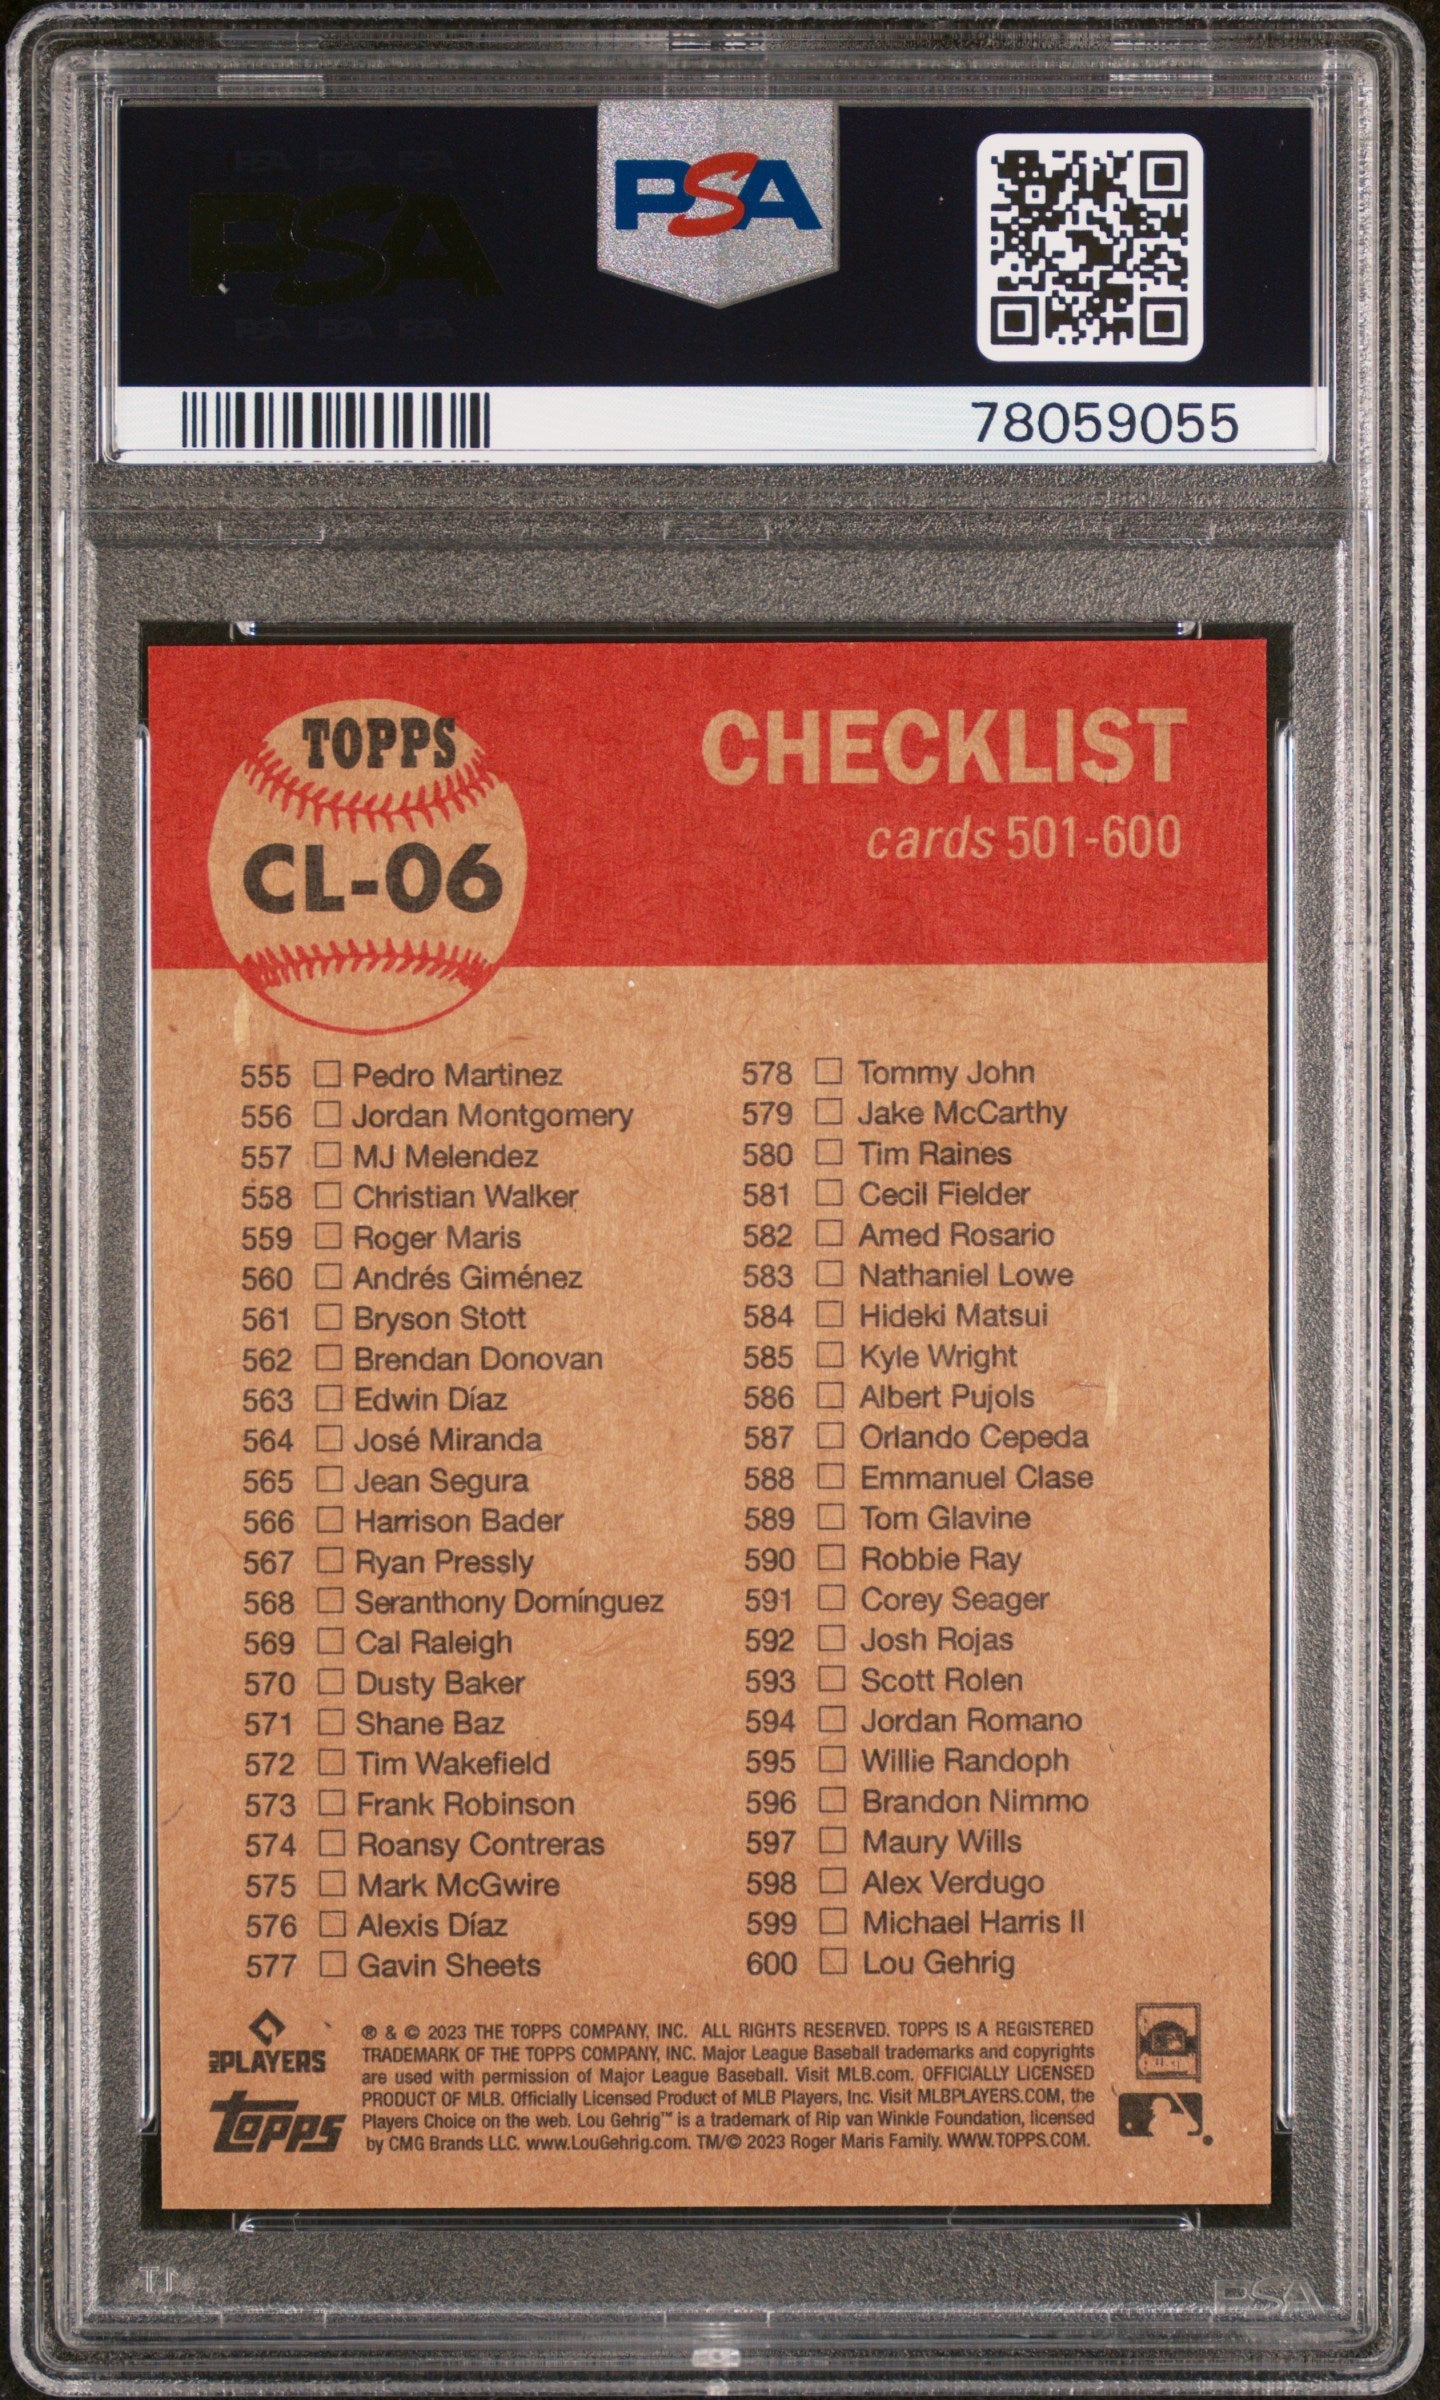 PSA
PSA
78059055
TOPPS
CL-06
CHECKLIST
cards 501-600
555 Pedro Martinez
556 Jordan Montgomery
557 MJ Melendez
558 Christian Walker
559 Roger Maris
560 Andrés Giménez
561 Bryson Stott
562 Brendan Donovan
563 Edwin Díaz
564 José Miranda
565 Jean Segura
566 Harrison Bader
567 Ryan Pressly
568 Seranthony Domínguez
569 Cal Raleigh
570 Dusty Baker
571 Shane Baz
572 Tim Wakefield
573 Frank Robinson
574 Roansy Contreras
575 Mark McGwire
576 Alexis Díaz
577 Gavin Sheets
578 Tommy John
579 Jake McCarthy
580 Tim Raines
581 Cecil Fielder
582 Amed Rosario
583 Nathaniel Lowe
584 Hideki Matsui
585 Kyle Wright
586 Albert Pujols
587 Orlando Cepeda
588 Emmanuel Clase
589 Tom Glavine
590 Robbie Ray
591 Corey Seager
592 Josh Rojas
593 Scott Rolen
594 Jordan Romano
595 Willie Randoph
596 Brandon Nimmo
597 Maury Wills
598 Alex Verdugo
599 Michael Harris II
600 Lou Gehrig
PLAYERS
Topps
® & © 2023 THE TOPPS COMPANY, INC. ALL RIGHTS RESERVED. TOPPS IS A REGISTERED
TRADEMARK OF THE TOPPS COMPANY, INC. Major League Baseball trademarks and copyrights
are used with permission of Major League Baseball. Visit MLB.com. OFFICIALLY LICENSED
PRODUCT OF MLB. Officially Licensed Product of MLB Players, Inc. Visit MLBPLAYERS.COM, the
Players Choice on the web. Lou Gehrig™ is a trademark of Rip van Winkle Foundation, licensed
by CMG Brands LLC. www.LouGehrig.com. TM/© 2023 Roger Maris Family. WWW.TOPPS.COM.
PSA